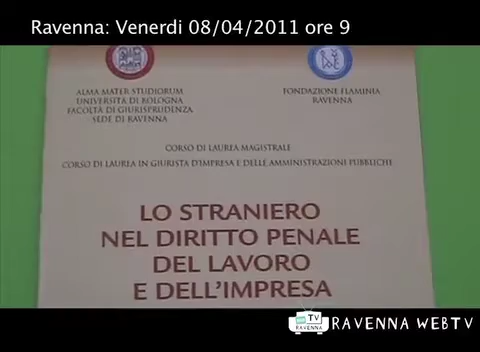 Ravenna: Venerdi 08/04/2011 ore 9
ALMA MATER STUDIORUM
UNIVERSITÀ DI BOLOGNA
FACOLTÀ DI GIURISPRUDENZA
SEDE DI RAVENNA
FONDAZIONE FLAMINIA
RAVENNA
CORSO DI LAUREA MAGISTRALE
CORSO DI LAUREA IN GIURISTA D'IMPRESA E DELLE AMMINISTRAZIONI PUBBLICHE
LO STRANIERO
NEL DIRITTO PENALE
DEL LAVORO
E DELL'IMPRESA
TV
RAVENNA
RAVENNA WEBTV